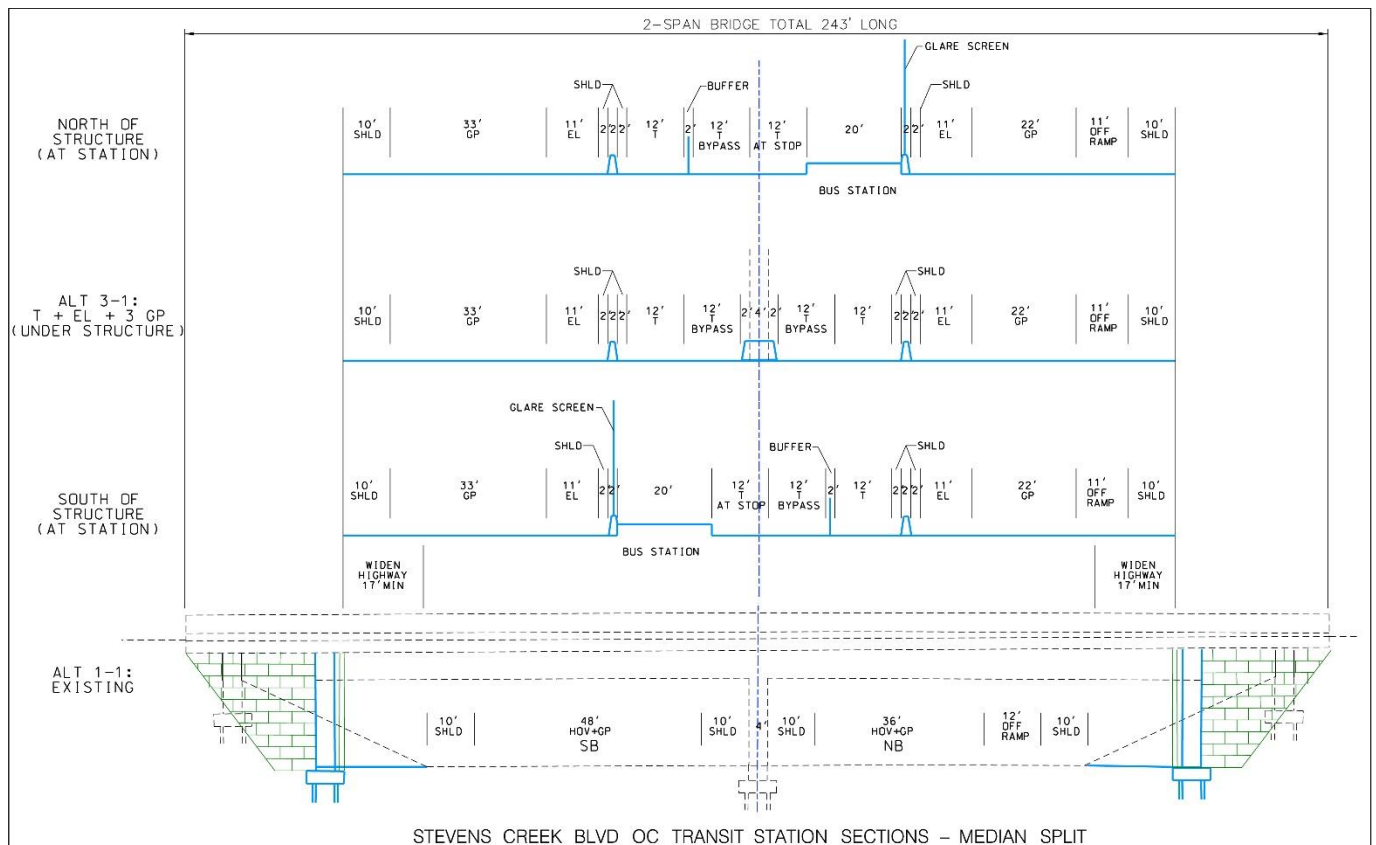 2-SPAN BRIDGE TOTAL 243' LONG
GLARE SCREEN
SHLD
BUFFER
SHLD
NORTH OF
STRUCTURE
(AT STATION)
10'
SHLD
33'
GP
11'
EL
2'
2'
2'
12'
T
2'
12'
T
BYPASS
12'
T
AT STOP
20'
2'
2'
11'
EL
22'
GP
11'
OFF
RAMP
10'
SHLD
BUS STATION
ALT 3-1:
T + EL + 3 GP
(UNDER STRUCTURE)
SHLD
SHLD
10'
SHLD
33'
GP
11'
EL
2'
2'
2'
12'
T
12'
T
BYPASS
2'
4'
2'
12'
T
BYPASS
12'
T
2'
2'
2'
11'
EL
22'
GP
11'
OFF
RAMP
10'
SHLD
GLARE SCREEN
SHLD
BUFFER
SHLD
SOUTH OF
STRUCTURE
(AT STATION)
10'
SHLD
33'
GP
11'
EL
2'
2'
20'
12'
T
AT STOP
12'
T
BYPASS
2'
12'
T
2'
2'
2'
11'
EL
22'
GP
11'
OFF
RAMP
10'
SHLD
BUS STATION
WIDEN
HIGHWAY
17'MIN
WIDEN
HIGHWAY
17'MIN
ALT 1-1:
EXISTING
10'
SHLD
48'
HOV+GP
SB
10'
SHLD
4'
10'
SHLD
36'
HOV+GP
NB
12'
OFF
RAMP
10'
SHLD
STEVENS CREEK BLVD OC TRANSIT STATION SECTIONS - MEDIAN SPLIT